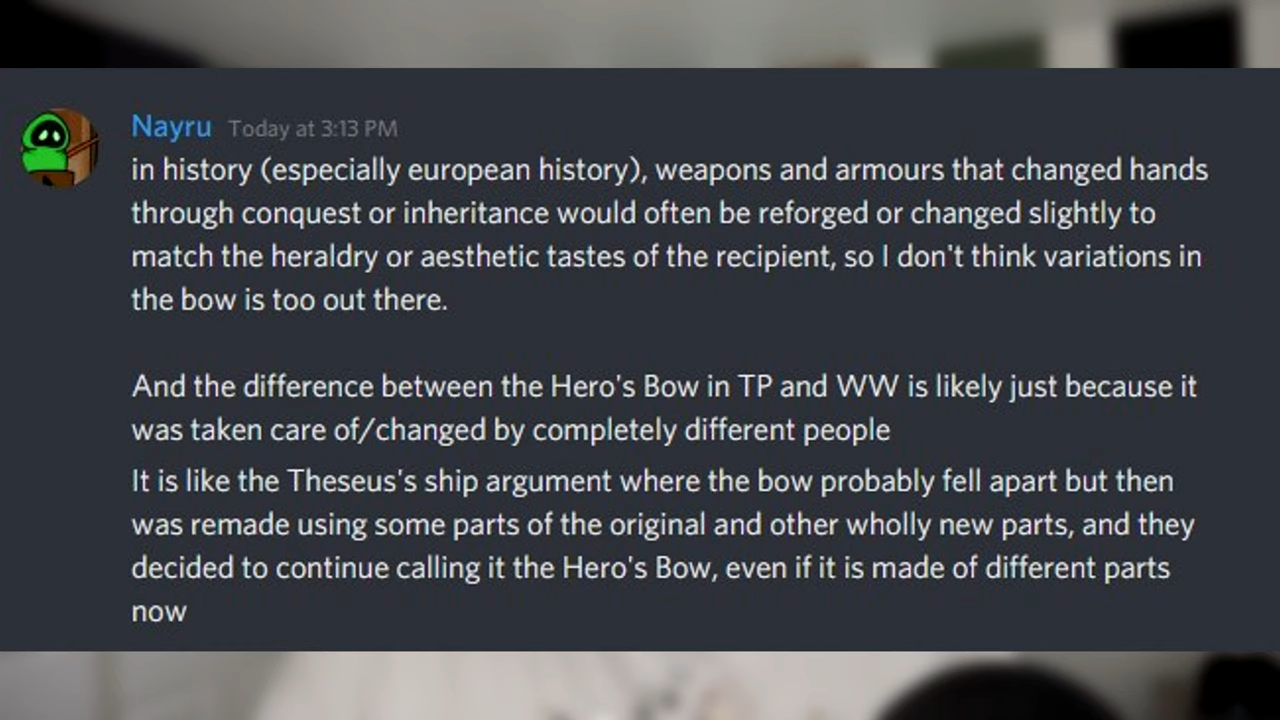 Nayru Today at 3:13 PM
in history (especially european history), weapons and armours that changed hands
through conquest or inheritance would often be reforged or changed slightly to
match the heraldry or aesthetic tastes of the recipient, so I don't think variations in
the bow is too out there.
And the difference between the Hero's Bow in TP and WW is likely just because it
was taken care of/changed by completely different people
It is like the Theseus's ship argument where the bow probably fell apart but then
was remade using some parts of the original and other wholly new parts, and they
decided to continue calling it the Hero's Bow, even if it is made of different parts
now